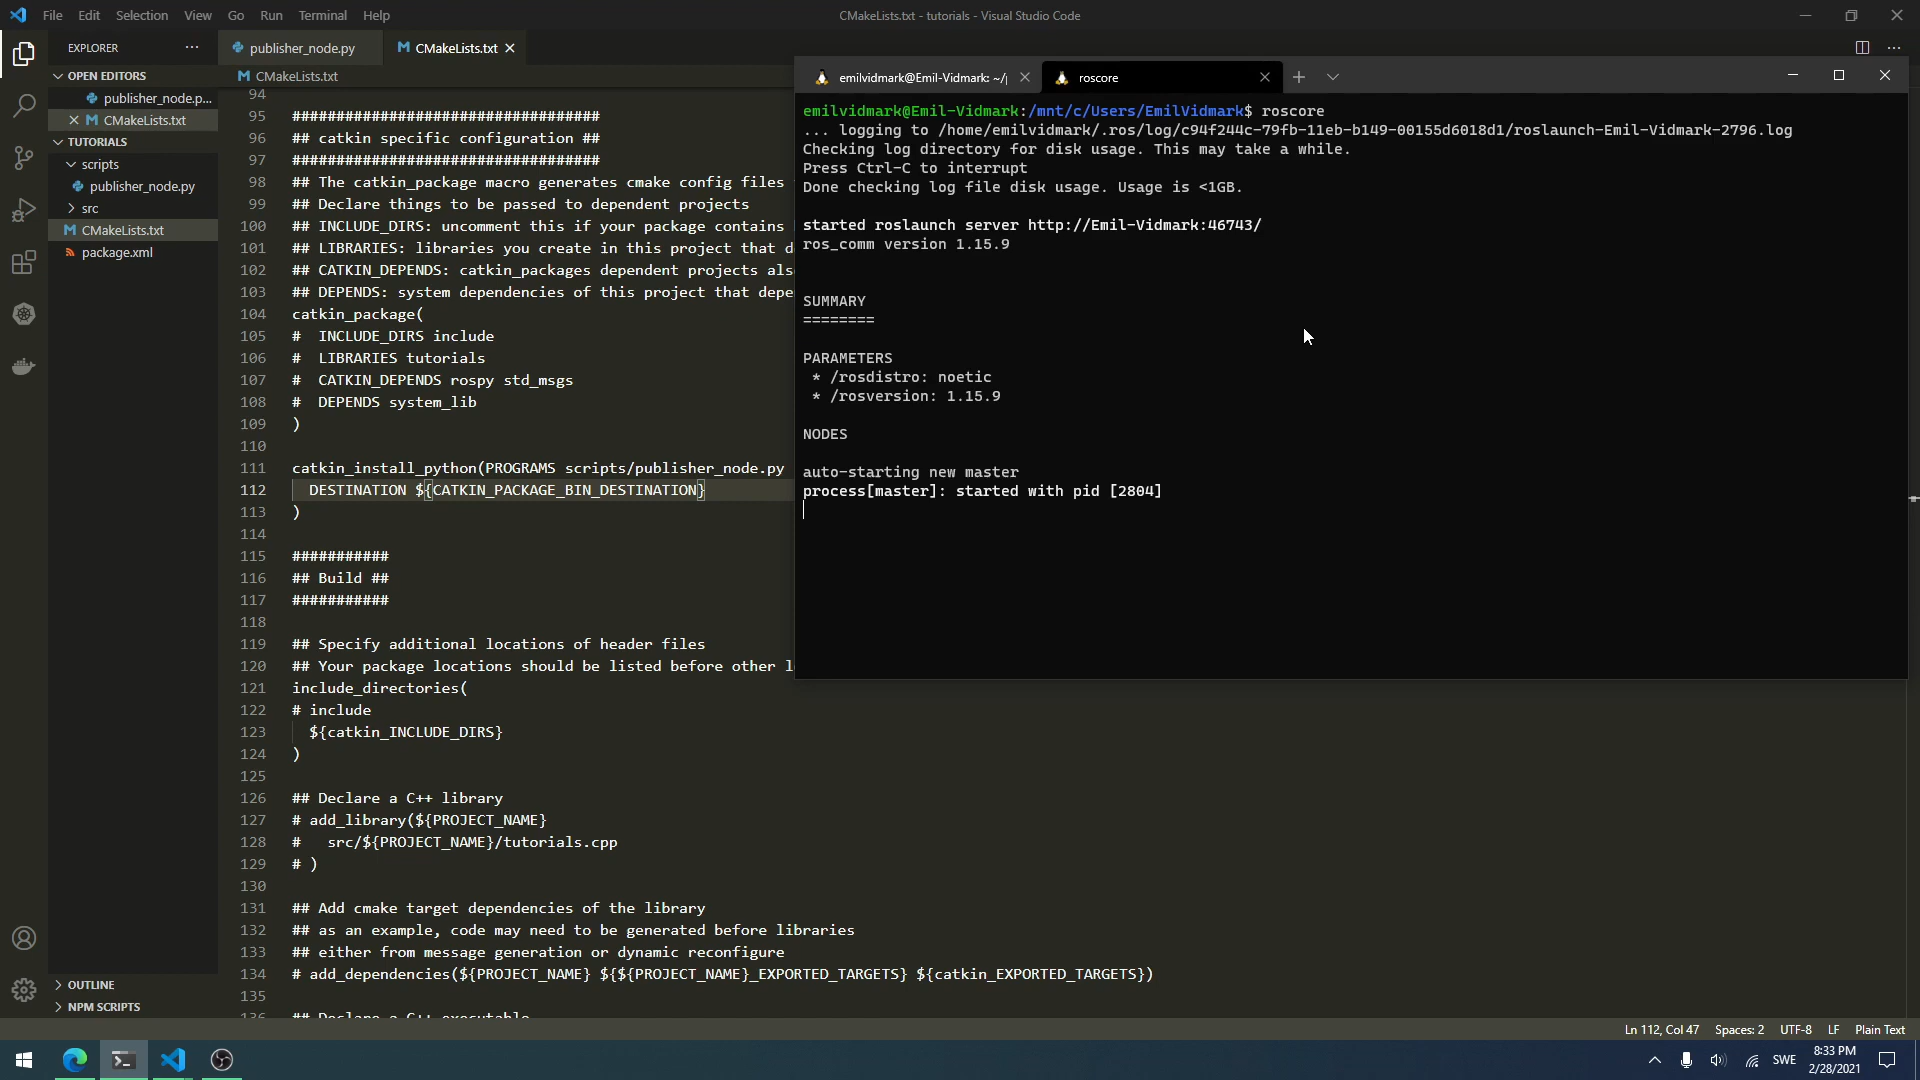 File Edit Selection View Go Run Terminal Help
CMakeLists.txt - tutorials - Visual Studio Code
EXPLORER
publisher_node.py
CMakeLists.txt
OPEN EDITORS
publisher_node.p...
CMakeLists.txt
TUTORIALS
scripts
publisher_node.py
src
CMakeLists.txt
package.xml
OUTLINE
NPM SCRIPTS
CMakeLists.txt
94
95 ###################################
96 ## catkin specific configuration ##
97 ###################################
98 ## The catkin_package macro generates cmake config files
99 ## Declare things to be passed to dependent projects
100 ## INCLUDE_DIRS: uncomment this if your package contains
101 ## LIBRARIES: libraries you create in this project that d
102 ## CATKIN_DEPENDS: catkin_packages dependent projects als
103 ## DEPENDS: system dependencies of this project that depe
104 catkin_package(
105 #  INCLUDE_DIRS include
106 #  LIBRARIES tutorials
107 #  CATKIN_DEPENDS rospy std_msgs
108 #  DEPENDS system_lib
109 )
110
111 catkin_install_python(PROGRAMS scripts/publisher_node.py
112   DESTINATION ${CATKIN_PACKAGE_BIN_DESTINATION}
113 )
114
115 ###########
116 ## Build ##
117 ###########
118
119 ## Specify additional locations of header files
120 ## Your package locations should be listed before other l
121 include_directories(
122 # include
123   ${catkin_INCLUDE_DIRS}
124 )
125
126 ## Declare a C++ library
127 # add_library(${PROJECT_NAME}
128 #   src/${PROJECT_NAME}/tutorials.cpp
129 # )
130
131 ## Add cmake target dependencies of the library
132 ## as an example, code may need to be generated before libraries
133 ## either from message generation or dynamic reconfigure
134 # add_dependencies(${PROJECT_NAME} ${${PROJECT_NAME}_EXPORTED_TARGETS} ${catkin_EXPORTED_TARGETS})
135
136 ## Declare a C++ executable
emilvidmark@Emil-Vidmark: ~/
roscore
emilvidmark@Emil-Vidmark:/mnt/c/Users/EmilVidmark$ roscore
... logging to /home/emilvidmark/.ros/log/c94f244c-79fb-11eb-b149-00155d6018d1/roslaunch-Emil-Vidmark-2796.log
Checking log directory for disk usage. This may take a while.
Press Ctrl-C to interrupt
Done checking log file disk usage. Usage is <1GB.
started roslaunch server http://Emil-Vidmark:46743/
ros_comm version 1.15.9
SUMMARY
========
PARAMETERS
* /rosdistro: noetic
* /rosversion: 1.15.9
NODES
auto-starting new master
process[master]: started with pid [2804]
Ln 112, Col 47 Spaces: 2 UTF-8 LF Plain Text
SWE
8:33 PM
2/28/2021